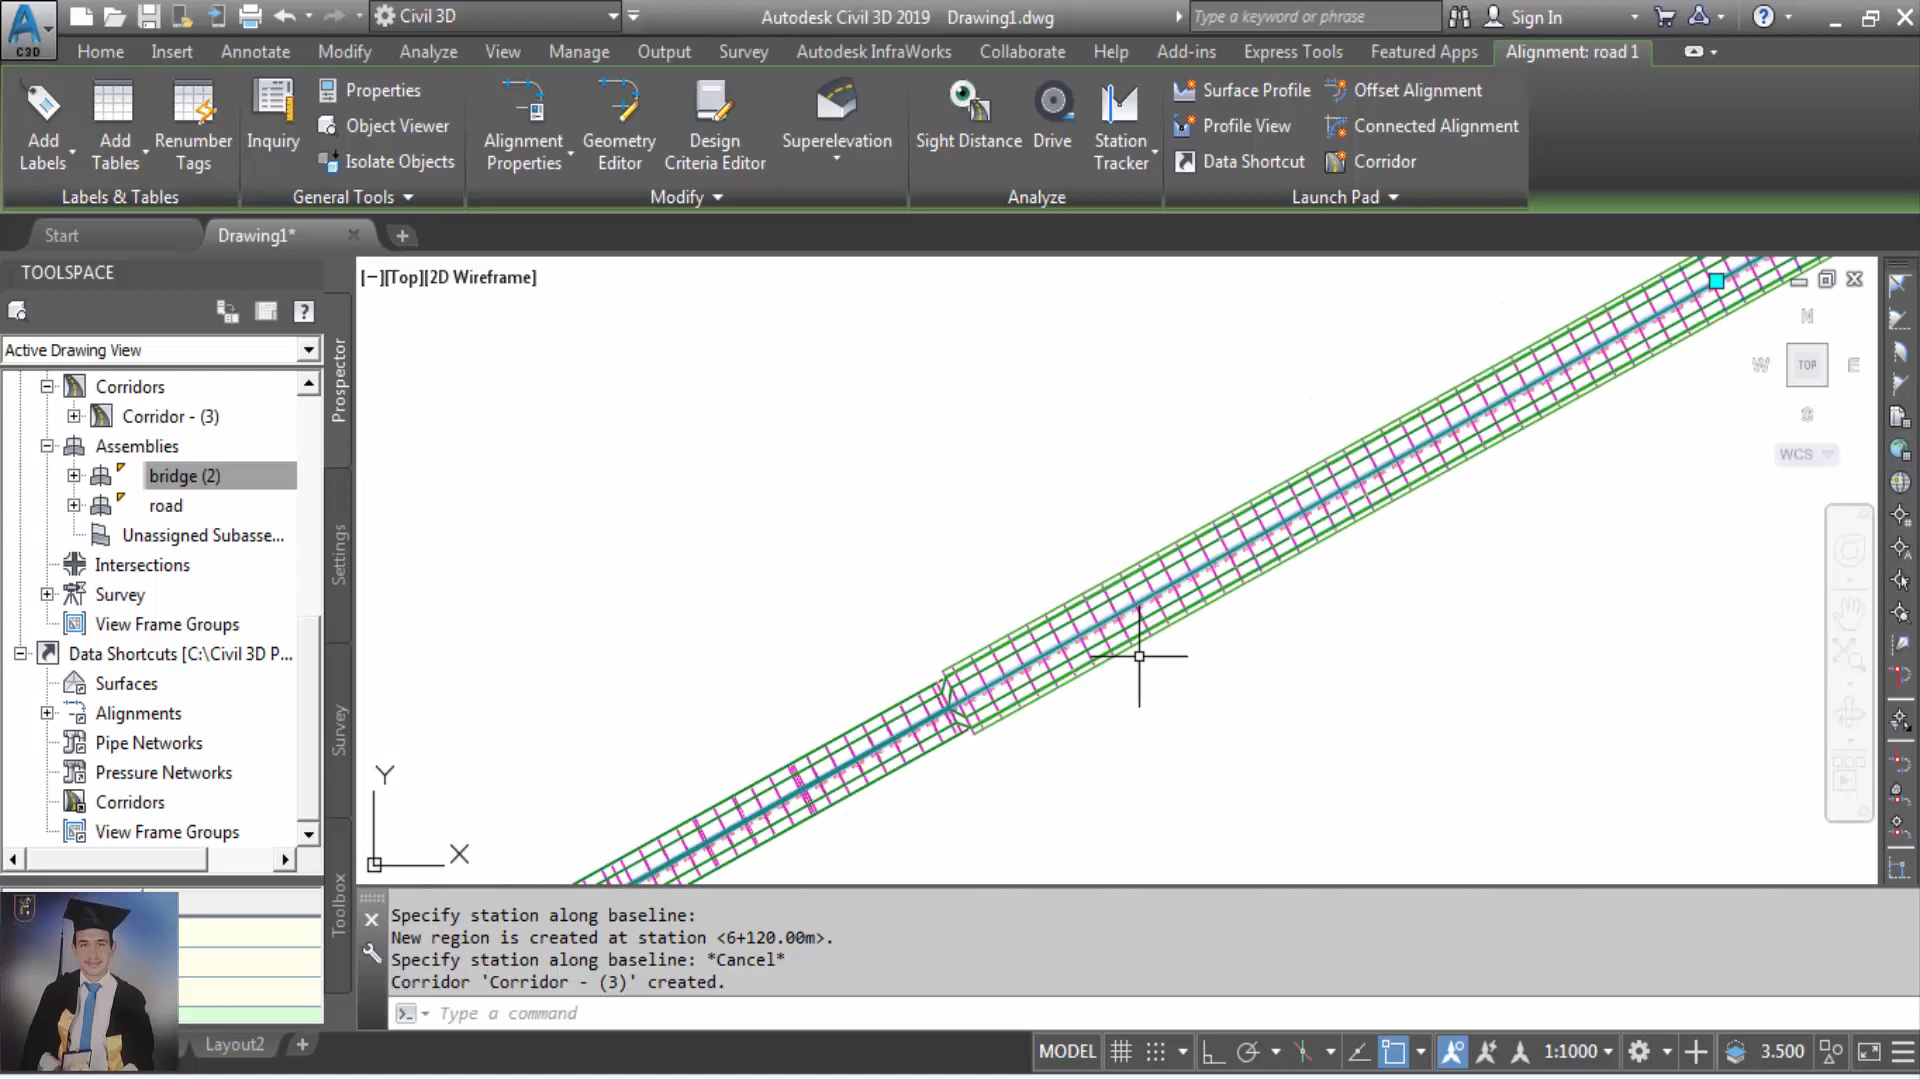 C3D
Civil 3D
Autodesk Civil 3D 2019 Drawing1.dwg
Type a keyword or phrase
Sign In
Home Insert Annotate Modify Analyze View Manage Output Survey Autodesk InfraWorks Collaborate Help Add-ins Express Tools Featured Apps Alignment: road 1
Add Labels
Add Tables
Renumber Tags
Labels & Tables
Inquiry
Properties
Object Viewer
Isolate Objects
General Tools
Alignment Properties
Geometry Editor
Design Criteria Editor
Superelevation
Modify
Sight Distance
Drive
Station Tracker
Analyze
Surface Profile
Profile View
Data Shortcut
Offset Alignment
Connected Alignment
Corridor
Launch Pad
Start
Drawing1*
TOOLSPACE
Active Drawing View
Corridors
Corridor - (3)
Assemblies
bridge (2)
road
Unassigned Subasse...
Intersections
Survey
View Frame Groups
Data Shortcuts [C:\Civil 3D P...
Surfaces
Alignments
Pipe Networks
Pressure Networks
Corridors
View Frame Groups
Prospector
Settings
Survey
Toolbox
[−][Top][2D Wireframe]
N
W TOP E
S
WCS
Y
X
Specify station along baseline:
New region is created at station <6+120.00m>.
Specify station along baseline: *Cancel*
Corridor 'Corridor - (3)' created.
Type a command
Layout2
MODEL
1:1000
3.500